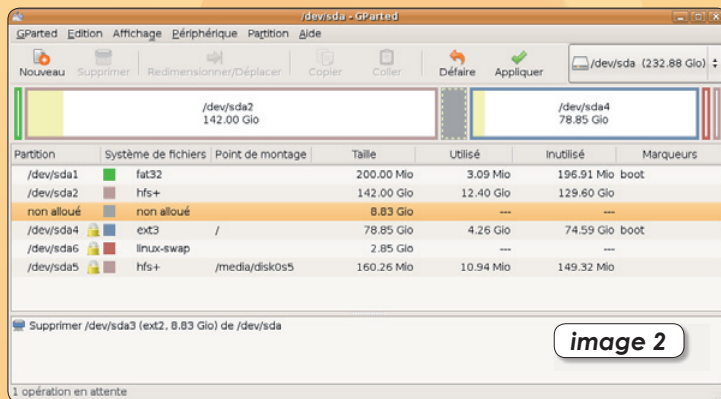 /dev/sda - GParted
GParted Edition Affichage Périphérique Partition Aide
Nouveau Supprimer Redimensionner/Déplacer Copier Coller Défaire Appliquer /dev/sda (232.88 Gio)
/dev/sda2 /dev/sda4
142.00 Gio 78.85 Gio
Partition Système de fichiers Point de montage Taille Utilisé Inutilisé Marqueurs
/dev/sda1 fat32 200.00 Mio 3.09 Mio 196.91 Mio boot
/dev/sda2 hfs+ 142.00 Gio 12.40 Gio 129.60 Gio
non alloué non alloué 8.83 Gio --- ---
/dev/sda4 ext3 / 78.85 Gio 4.26 Gio 74.59 Gio boot
/dev/sda6 linux-swap 2.85 Gio --- ---
/dev/sda5 hfs+ /media/disk0s5 160.26 Mio 10.94 Mio 149.32 Mio
Supprimer /dev/sda3 (ext2, 8.83 Gio) de /dev/sda
image 2
1 opération en attente